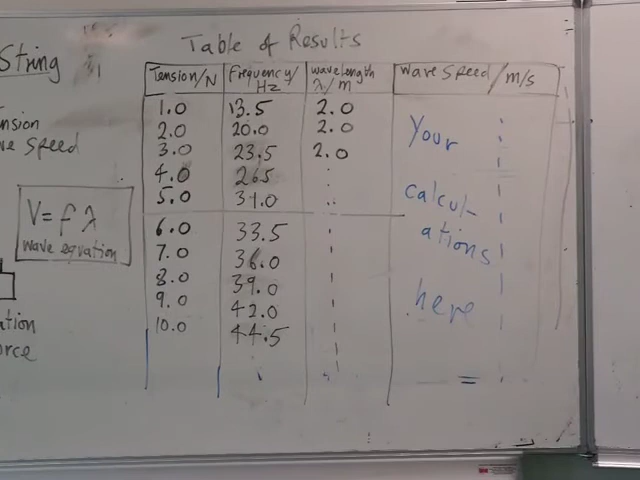 Table of Results
String
Tension/N Frequency/Hz wavelength λ/m Wave Speed/m/s
1.0 13.5 2.0
2.0 20.0 2.0
3.0 23.5 2.0
4.0 26.5
5.0 31.0
6.0 33.5
7.0 36.0
8.0 39.0
9.0 42.0
10.0 44.5
Your
calcul-
ations
here
nsion
ve speed
V = f λ
wave equation
ation
orce